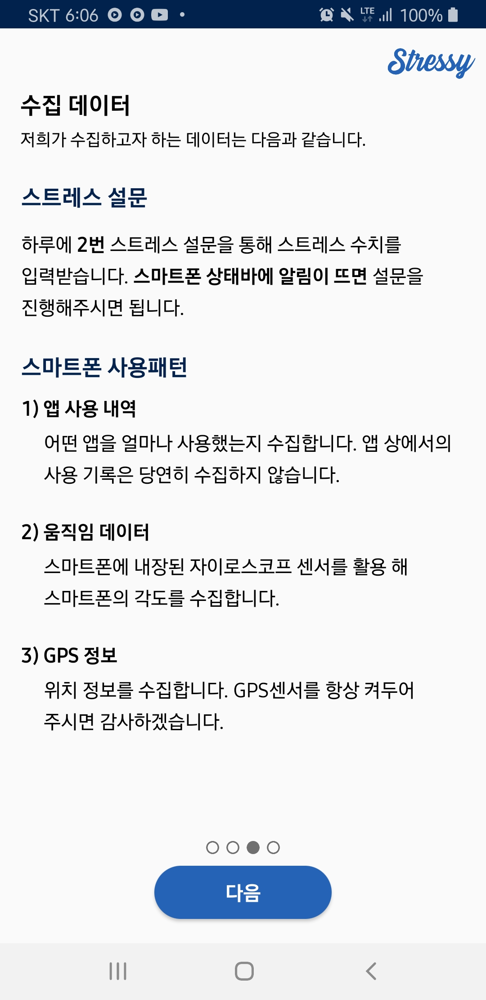 SKT 6:06
LTE
100%
Stressy
수집 데이터
저희가 수집하고자 하는 데이터는 다음과 같습니다.
스트레스 설문
하루에 2번 스트레스 설문을 통해 스트레스 수치를
입력받습니다. 스마트폰 상태바에 알림이 뜨면 설문을
진행해주시면 됩니다.
스마트폰 사용패턴
1) 앱 사용 내역
어떤 앱을 얼마나 사용했는지 수집합니다. 앱 상에서의
사용 기록은 당연히 수집하지 않습니다.
2) 움직임 데이터
스마트폰에 내장된 자이로스코프 센서를 활용 해
스마트폰의 각도를 수집합니다.
3) GPS 정보
위치 정보를 수집합니다. GPS센서를 항상 켜두어
주시면 감사하겠습니다.
다음